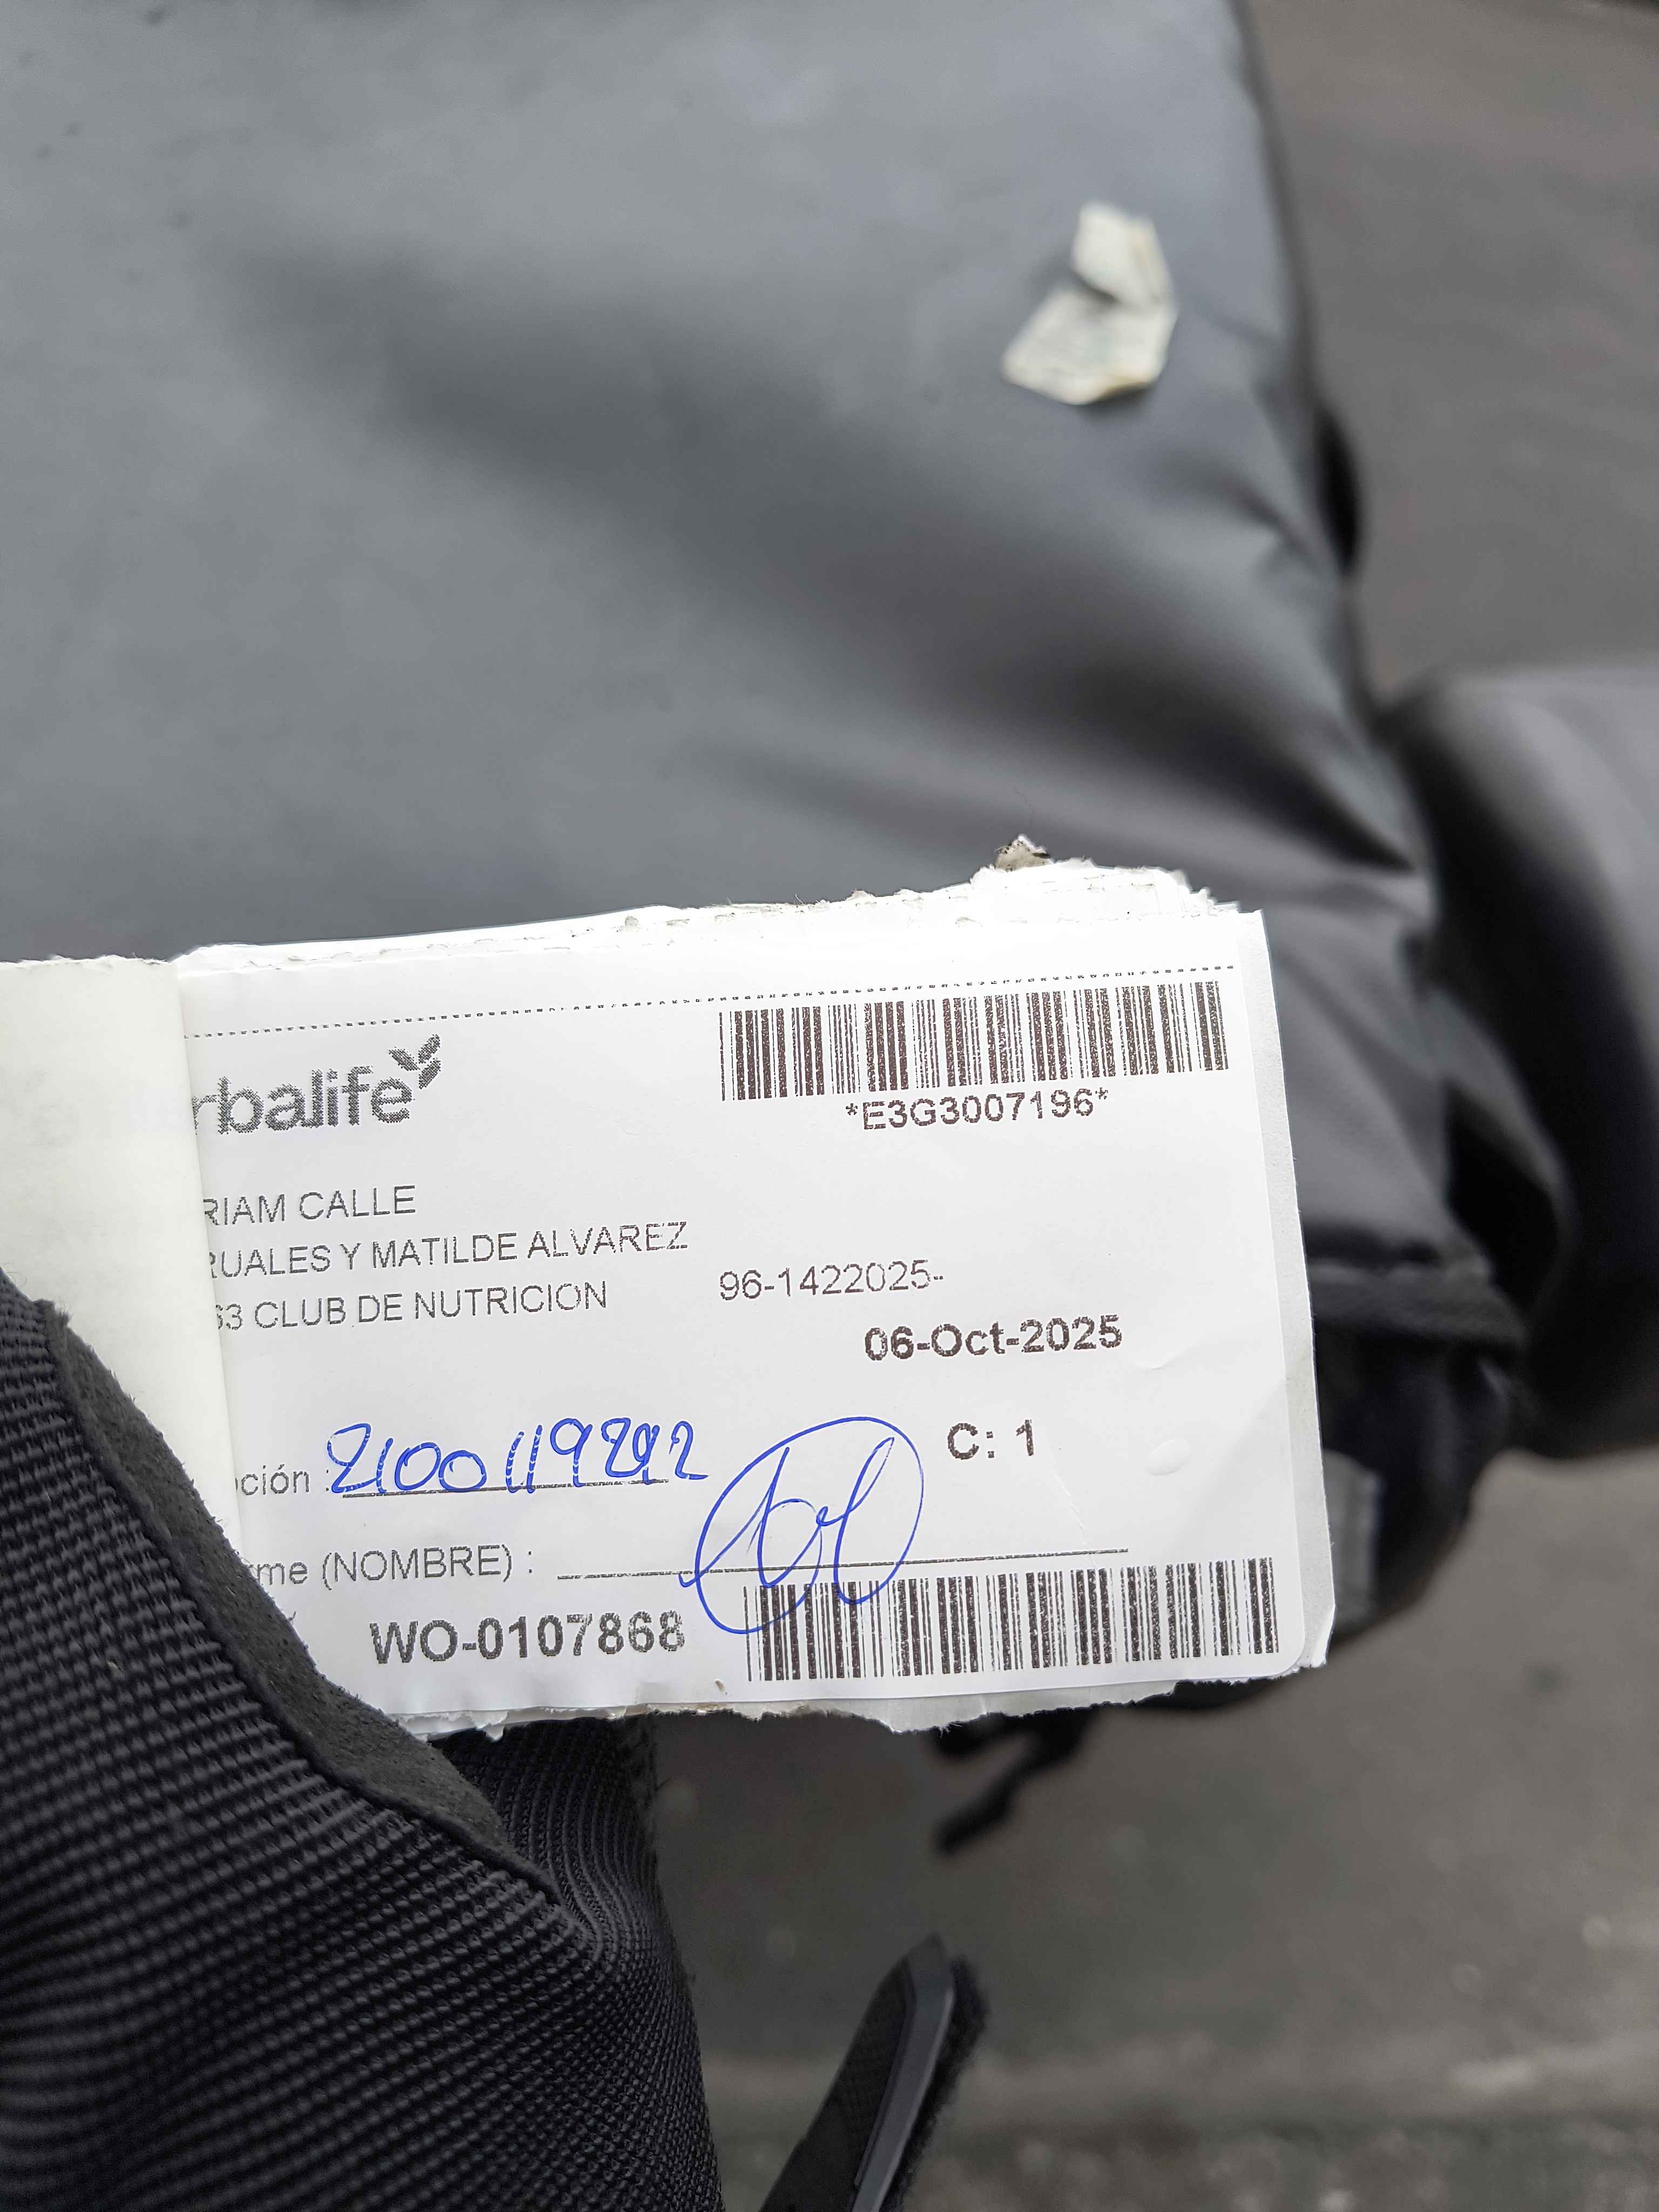 rbalife
*E3G3007196*
RIAM CALLE
RUALES Y MATILDE ALVAREZ
63 CLUB DE NUTRICION
96-1422025-
06-Oct-2025
C: 1
pción :
rme (NOMBRE) :
WO-0107868